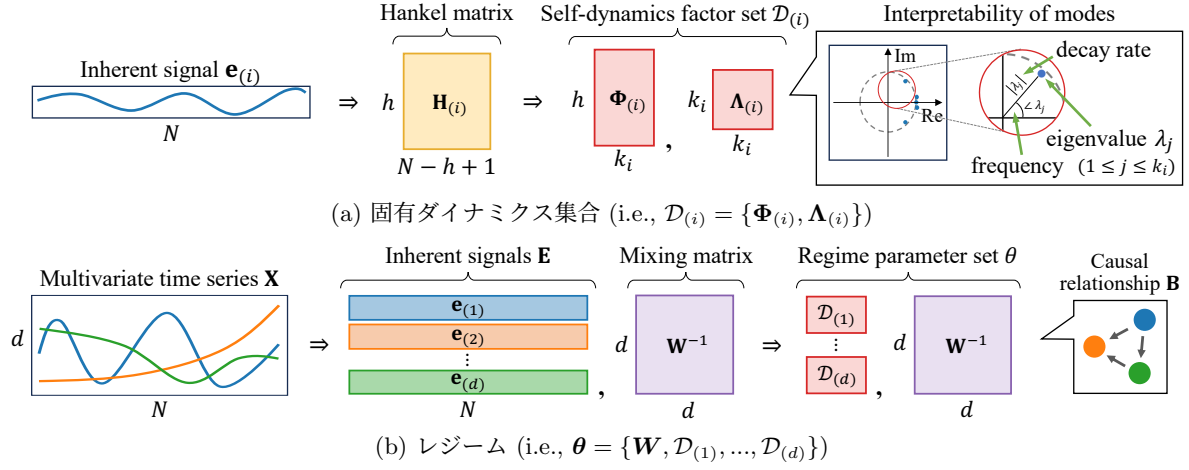 Inherent signal e(i)
N
⇒
Hankel matrix
h
H(i)
N − h + 1
⇒
Self-dynamics factor set D(i)
h
Φ(i)
ki
,
ki
Λ(i)
ki
Interpretability of modes
Im
Re
|λj|
∠ λj
decay rate
eigenvalue λj
frequency (1 ≤ j ≤ ki)
(a) 固有ダイナミクス集合 (i.e., D(i) = {Φ(i), Λ(i)})
Multivariate time series X
d
N
⇒
Inherent signals E
e(1)
e(2)
⋮
e(d)
N
,
Mixing matrix
d
W−1
d
⇒
Regime parameter set θ
D(1)
⋮
D(d)
,
d
W−1
d
Causal
relationship B
(b) レジーム (i.e., θ = {W, D(1), ..., D(d)})